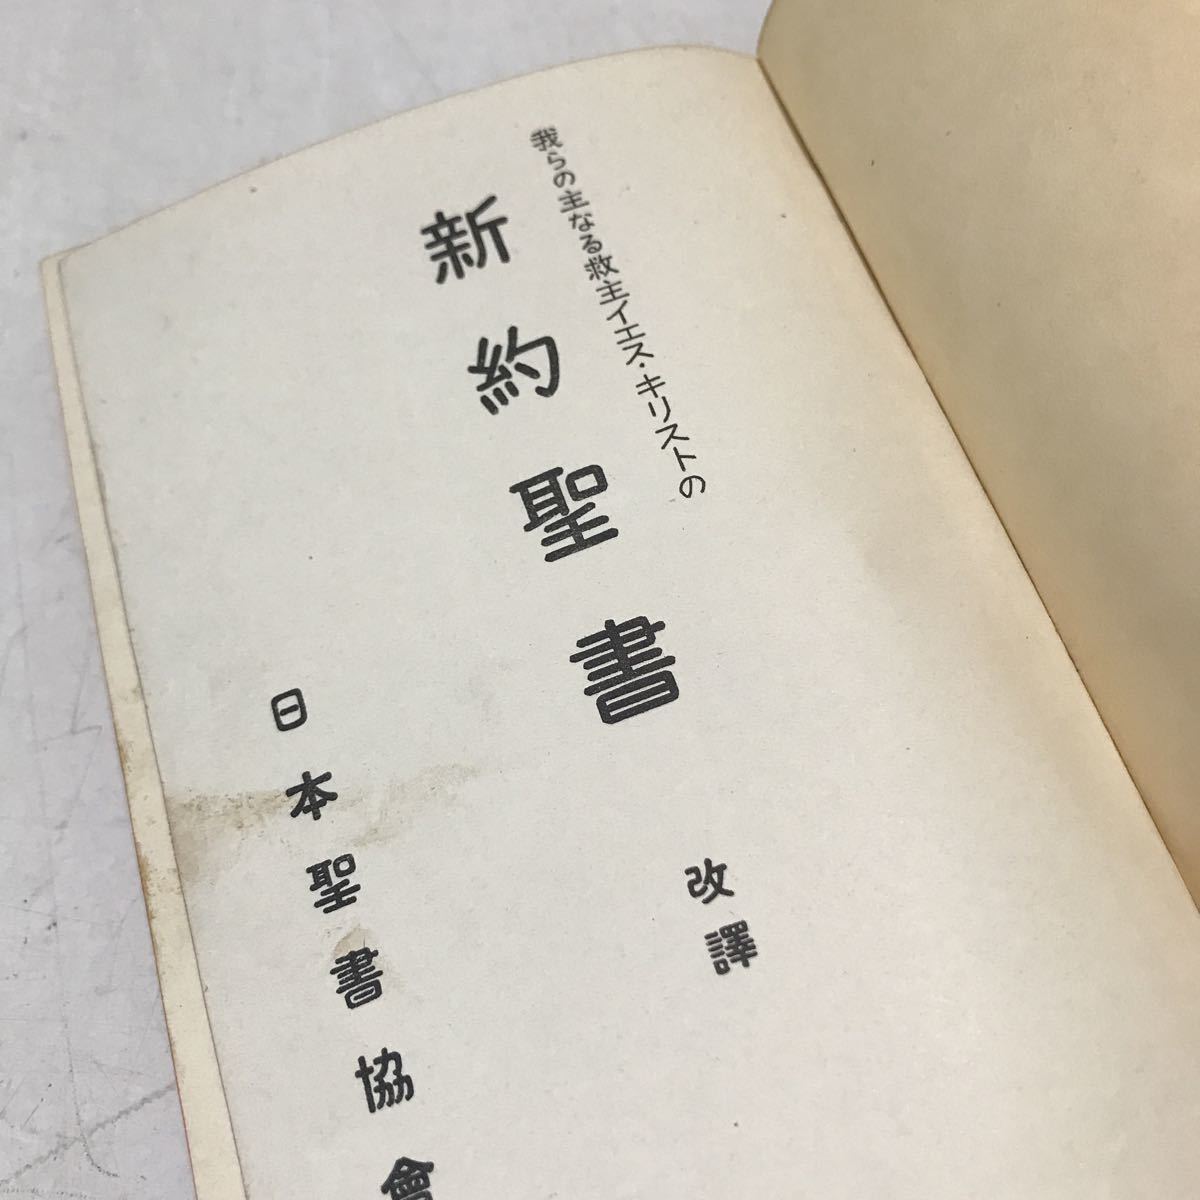 我らの主なる救主イエス・キリストの
新約聖書
改譯
日本聖書協會